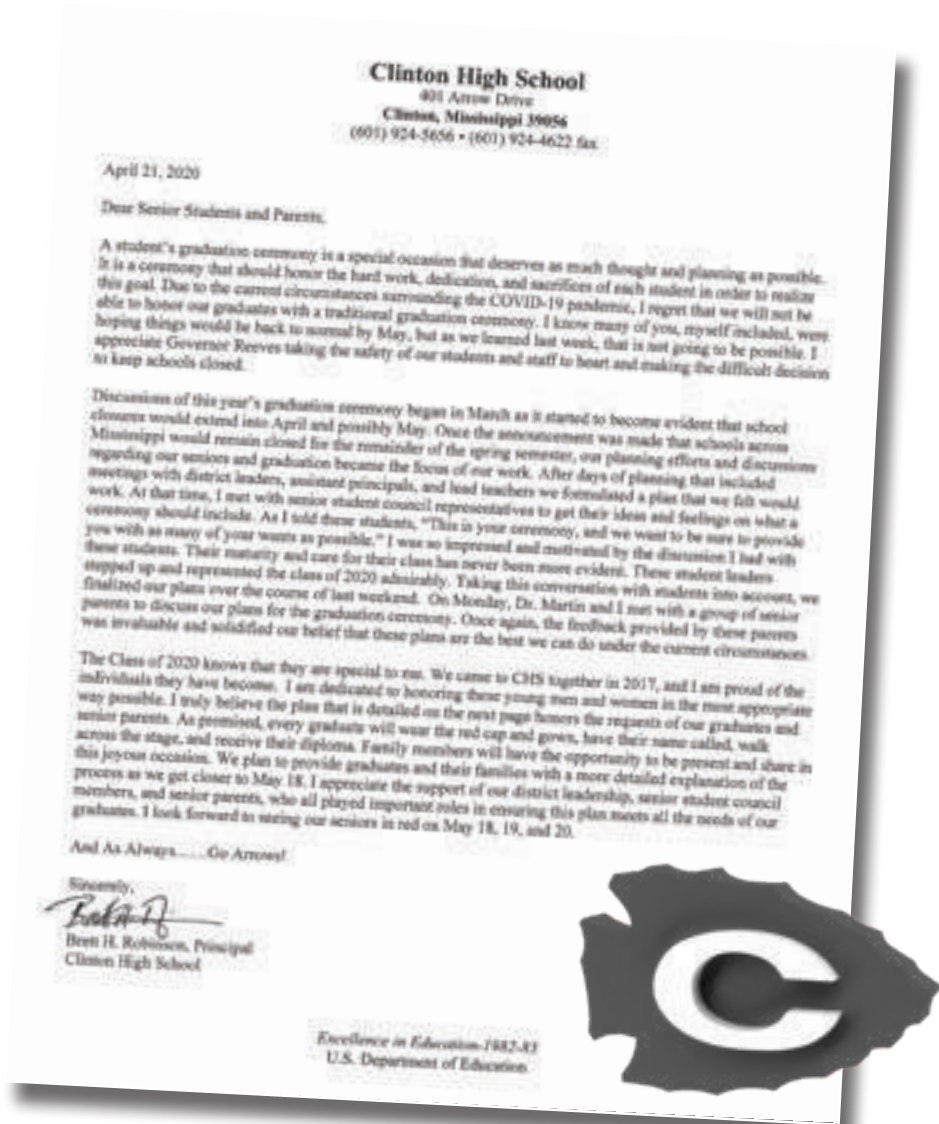 Clinton High School
401 Arrow Drive
Clinton, Mississippi 39056
(601) 924-5656 • (601) 924-4622 fax
April 21, 2020
Dear Senior Students and Parents,
A student's graduation ceremony is a special occasion that deserves as much thought and planning as possible.
It is a ceremony that should honor the hard work, dedication, and sacrifices of each student in order to realize
this goal. Due to the current circumstances surrounding the COVID-19 pandemic, I regret that we will not be
able to honor our graduates with a traditional graduation ceremony. I know many of you, myself included, were
hoping things would be back to normal by May, but as we learned last week, that is not going to be possible. I
appreciate Governor Reeves taking the safety of our students and staff to heart and making the difficult decision
to keep schools closed.
Discussions of this year's graduation ceremony began in March as it started to become evident that school
closures would extend into April and possibly May. Once the announcement was made that schools across
Mississippi would remain closed for the remainder of the spring semester, our planning efforts and discussions
regarding our seniors and graduation became the focus of our work. After days of planning that included
meetings with district leaders, assistant principals, and lead teachers we formulated a plan that we felt would
work. At that time, I met with senior student council representatives to get their ideas and feelings on what a
ceremony should include. As I told these students, "This is your ceremony, and we want to be sure to provide
you with as many of your wants as possible." I was so impressed and motivated by the discussion I had with
these students. Their maturity and care for their class has never been more evident. These student leaders
stepped up and represented the class of 2020 admirably. Taking this conversation with students into account, we
finalized our plans over the course of last weekend. On Monday, Dr. Martin and I met with a group of senior
parents to discuss our plans for the graduation ceremony. Once again, the feedback provided by these parents
was invaluable and solidified our belief that these plans are the best we can do under the current circumstances
The Class of 2020 knows that they are special to me. We came to CHS together in 2017, and I am proud of the
individuals they have become. I am dedicated to honoring these young men and women in the most appropriate
way possible. I truly believe the plan that is detailed on the next page honors the requests of our graduates and
senior parents. As promised, every graduate will wear the red cap and gown, have their name called, walk
across the stage, and receive their diploma. Family members will have the opportunity to be present and share in
this joyous occasion. We plan to provide graduates and their families with a more detailed explanation of the
process as we get closer to May 18. I appreciate the support of our district leadership, senior student council
members, and senior parents, who all played important roles in ensuring this plan meets all the needs of our
graduates. I look forward to seeing our seniors in red on May 18, 19, and 20.
And As Always……Go Arrows!
Sincerely,
Brett H. Robinson, Principal
Clinton High School
C
Excellence in Education-1982-83
U.S. Department of Education